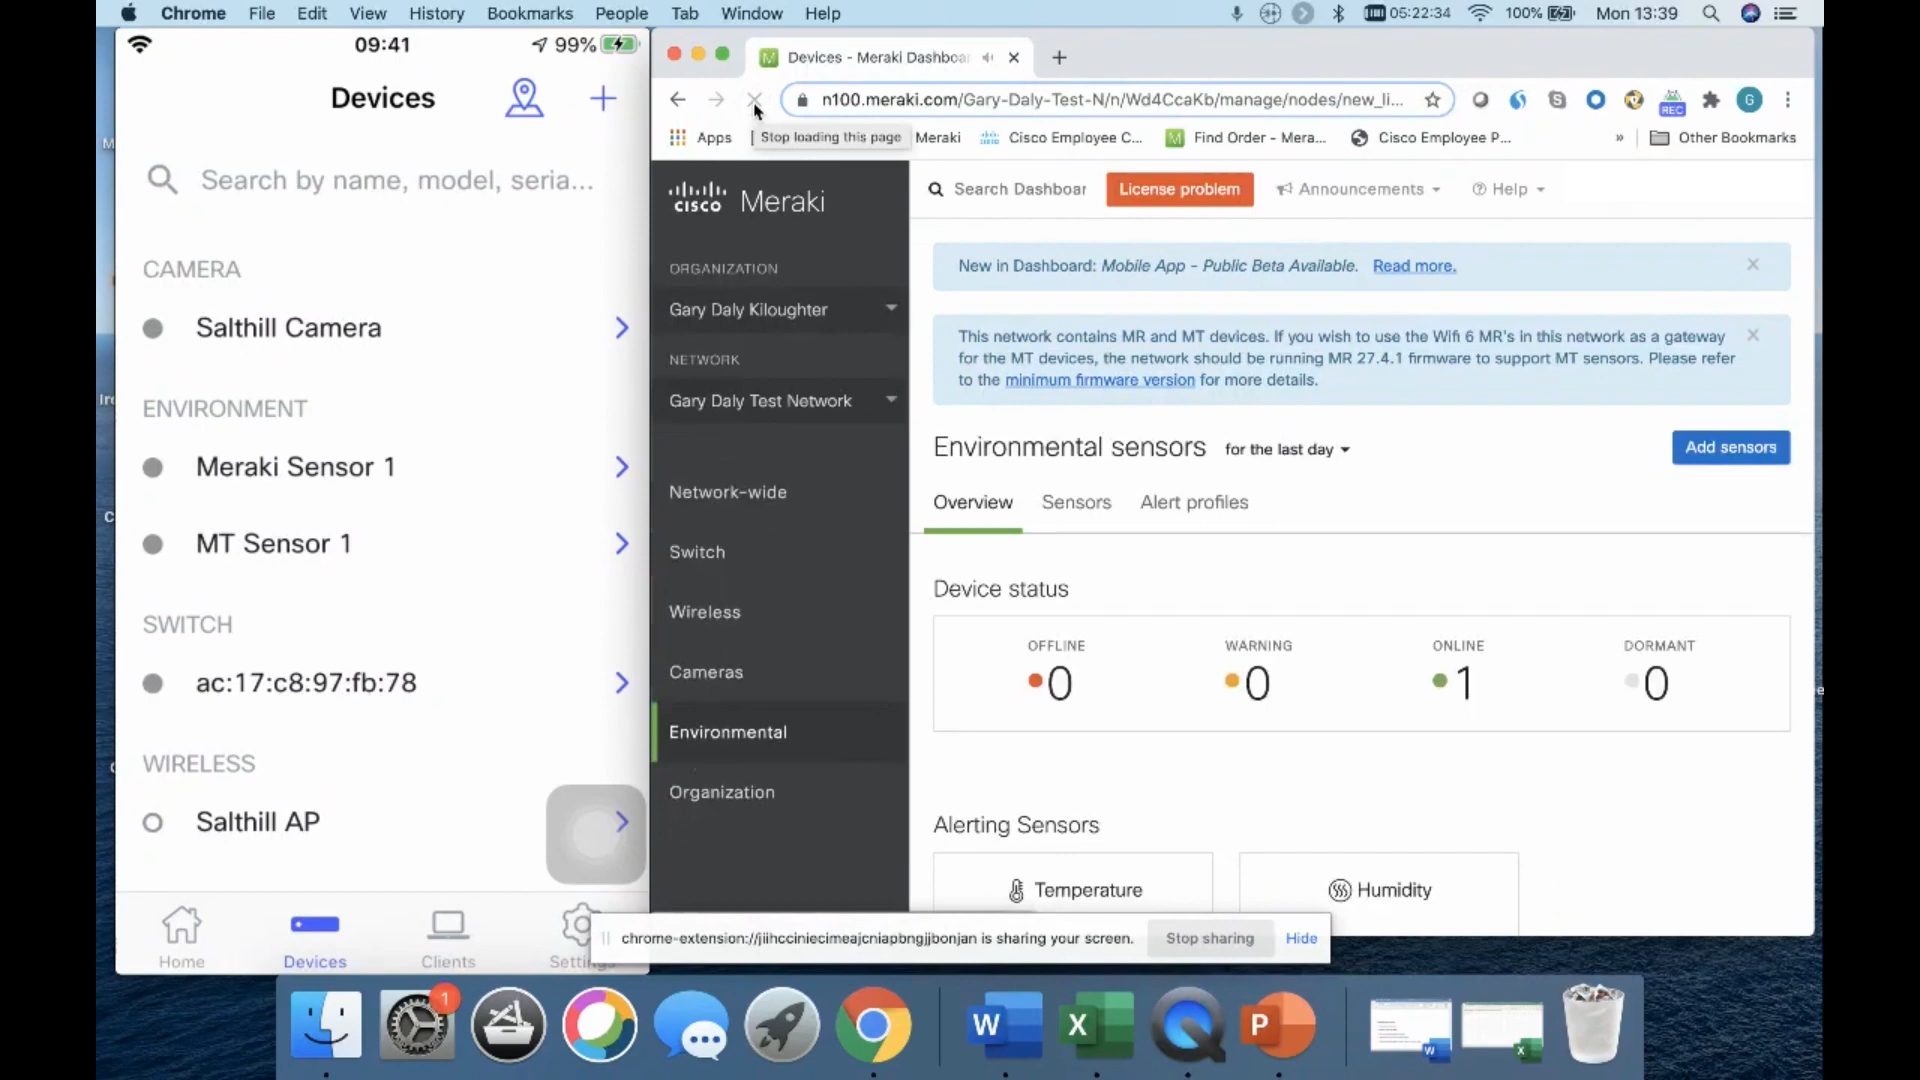 Chrome File Edit View History Bookmarks People Tab Window Help
05:22:34 100% Mon 13:39
09:41
99%
Devices
Search by name, model, seria...
CAMERA
Salthill Camera
ENVIRONMENT
Meraki Sensor 1
MT Sensor 1
SWITCH
ac:17:c8:97:fb:78
WIRELESS
Salthill AP
Home Devices Clients
Devices - Meraki Dashboar
n100.meraki.com/Gary-Daly-Test-N/n/Wd4CcaKb/manage/nodes/new_li...
REC
G
Apps
Stop loading this page
Meraki
Cisco Employee C...
Find Order - Mera...
Cisco Employee P...
»
Other Bookmarks
CISCO Meraki
ORGANIZATION
Gary Daly Kiloughter
NETWORK
Gary Daly Test Network
Network-wide
Switch
Wireless
Cameras
Environmental
Organization
Search Dashboar
License problem
Announcements
Help
New in Dashboard: Mobile App – Public Beta Available. Read more.
This network contains MR and MT devices. If you wish to use the Wifi 6 MR's in this network as a gateway
for the MT devices, the network should be running MR 27.4.1 firmware to support MT sensors. Please refer
to the minimum firmware version for more details.
Environmental sensors for the last day
Add sensors
Overview Sensors Alert profiles
Device status
OFFLINE WARNING ONLINE DORMANT
0 0 1 0
Alerting Sensors
Temperature Humidity
chrome-extension://jiihcciniecimeajcniapbngjjbonjan is sharing your screen. Stop sharing Hide
1
W X P